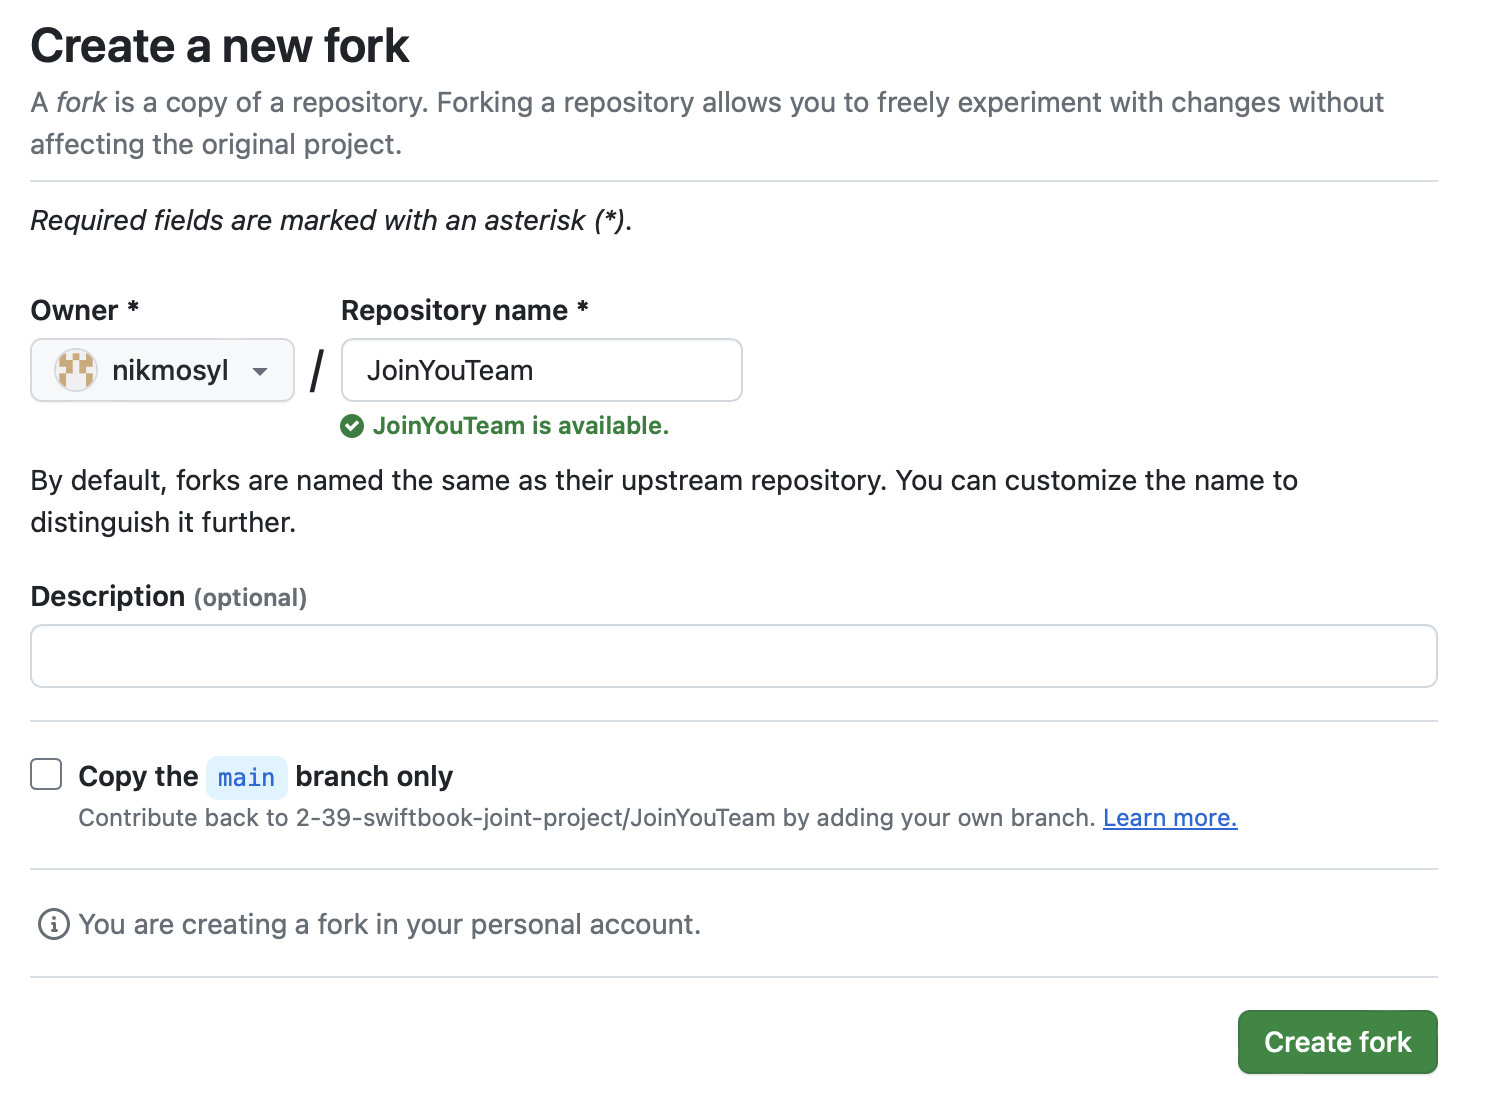 Create a new fork
A fork is a copy of a repository. Forking a repository allows you to freely experiment with changes without
affecting the original project.
Required fields are marked with an asterisk (*).
Owner *
Repository name *
nikmosyl
/
JoinYouTeam
JoinYouTeam is available.
By default, forks are named the same as their upstream repository. You can customize the name to
distinguish it further.
Description (optional)
Copy the main branch only
Contribute back to 2-39-swiftbook-joint-project/JoinYouTeam by adding your own branch. Learn more.
You are creating a fork in your personal account.
Create fork